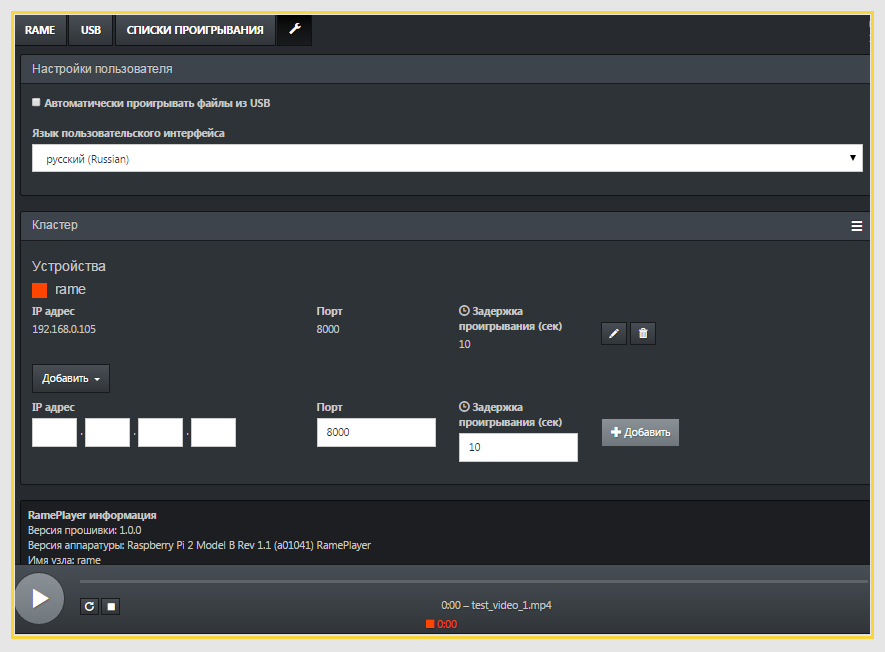 RAME USB СПИСКИ ПРОИГРЫВАНИЯ
Настройки пользователя
Автоматически проигрывать файлы из USB
Язык пользовательского интерфейса
русский (Russian)
Кластер
Устройства
rame
IP адрес Порт Задержка
проигрывания (сек)
192.168.0.105 8000
10
Добавить
IP адрес Порт Задержка
проигрывания (сек)
. . . 8000 10 Добавить
RamePlayer информация
Версия прошивки: 1.0.0
Версия аппаратуры: Raspberry Pi 2 Model B Rev 1.1 (a01041) RamePlayer
Имя узла: rame
0:00 – test_video_1.mp4
0:00